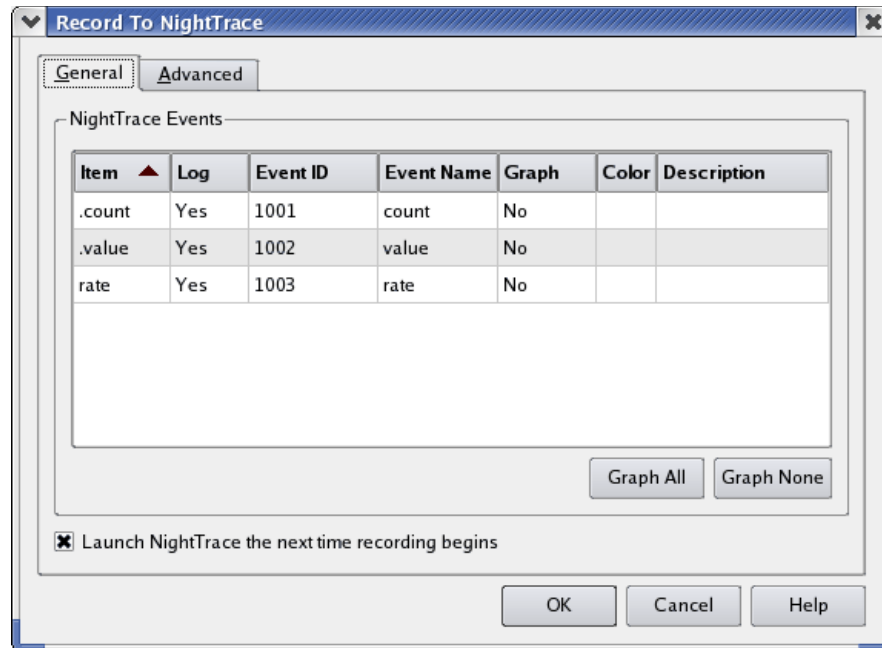 Record To NightTrace
General Advanced
NightTrace Events
Item Log Event ID Event Name Graph Color Description
.count Yes 1001 count No
.value Yes 1002 value No
rate Yes 1003 rate No
Graph All Graph None
Launch NightTrace the next time recording begins
OK Cancel Help